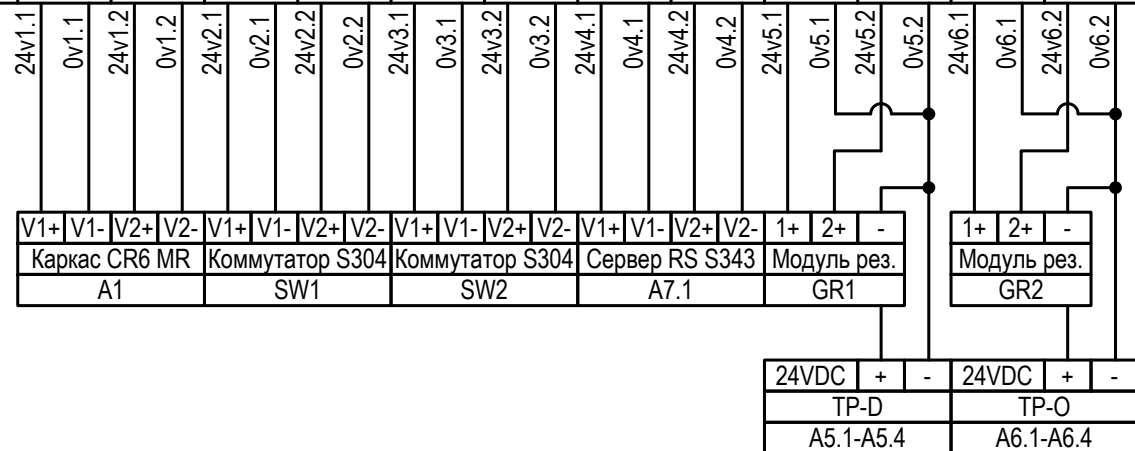 24v1.1 0v1.1 24v1.2 0v1.2 24v2.1 0v2.1 24v2.2 0v2.2 24v3.1 0v3.1 24v3.2 0v3.2 24v4.1 0v4.1 24v4.2 0v4.2 24v5.1 0v5.1 24v5.2 0v5.2 24v6.1 0v6.1 24v6.2 0v6.2
V1+ V1- V2+ V2- V1+ V1- V2+ V2- V1+ V1- V2+ V2- V1+ V1- V2+ V2- 1+ 2+ - 1+ 2+ -
Каркас CR6 MR Коммутатор S304 Коммутатор S304 Сервер RS S343 Модуль рез. Модуль рез.
A1 SW1 SW2 A7.1 GR1 GR2
24VDC + - 24VDC + -
TP-D TP-O
A5.1-A5.4 A6.1-A6.4